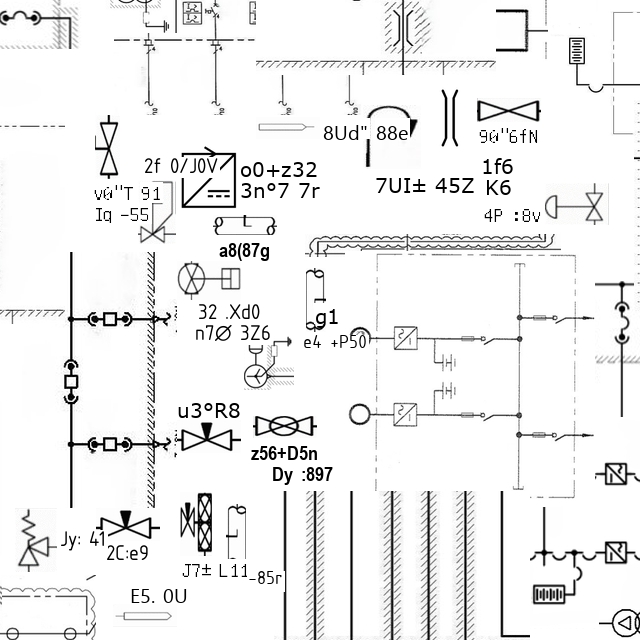 8Ud" 88e
90"6fN
2f 0/J0V
o0+z32
3n°7 7r
1f6
7UI± 45Z K6
v0"T 91
Iq -55
4P :8v
a8(87g
32 .Xd0
n7Ø 3Z6
g1
e4 +P50
u3°R8
z56+D5n
Dy :897
Jy: 41
2C:e9
J7± L11
-85r
E5. 0U